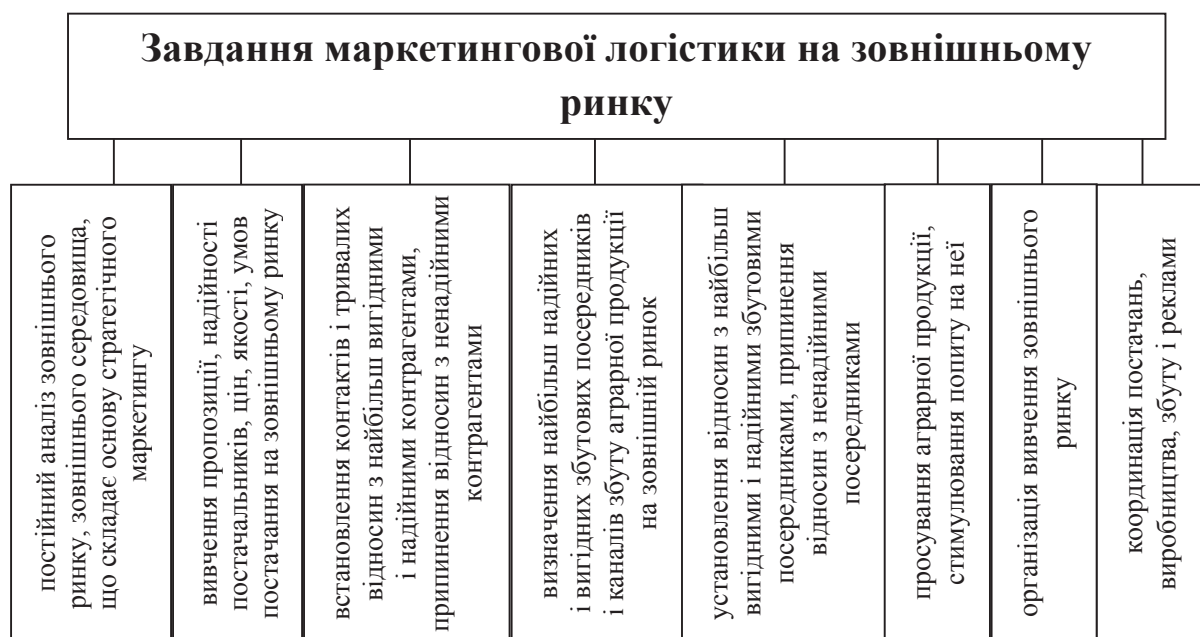 Завдання маркетингової логістики на зовнішньому
ринку
постійний аналіз зовнішнього
ринку, зовнішнього середовища,
що складає основу стратегічного
маркетингу
вивчення пропозиції, надійності
постачальників, цін, якості, умов
постачання на зовнішньому ринку
встановлення контактів і тривалих
відносин з найбільш вигідними
і надійними контрагентами,
припинення відносин з ненадійними
контрагентами
визначення найбільш надійних
і вигідних збутових посередників
і каналів збуту аграрної продукції
на зовнішній ринок
установлення відносин з найбільш
вигідними і надійними збутовими
посередниками, припинення
відносин з ненадійними
посередниками
просування аграрної продукції,
стимулювання попиту на неї
організація вивчення зовнішнього
ринку
координація постачань,
виробництва, збуту і реклами